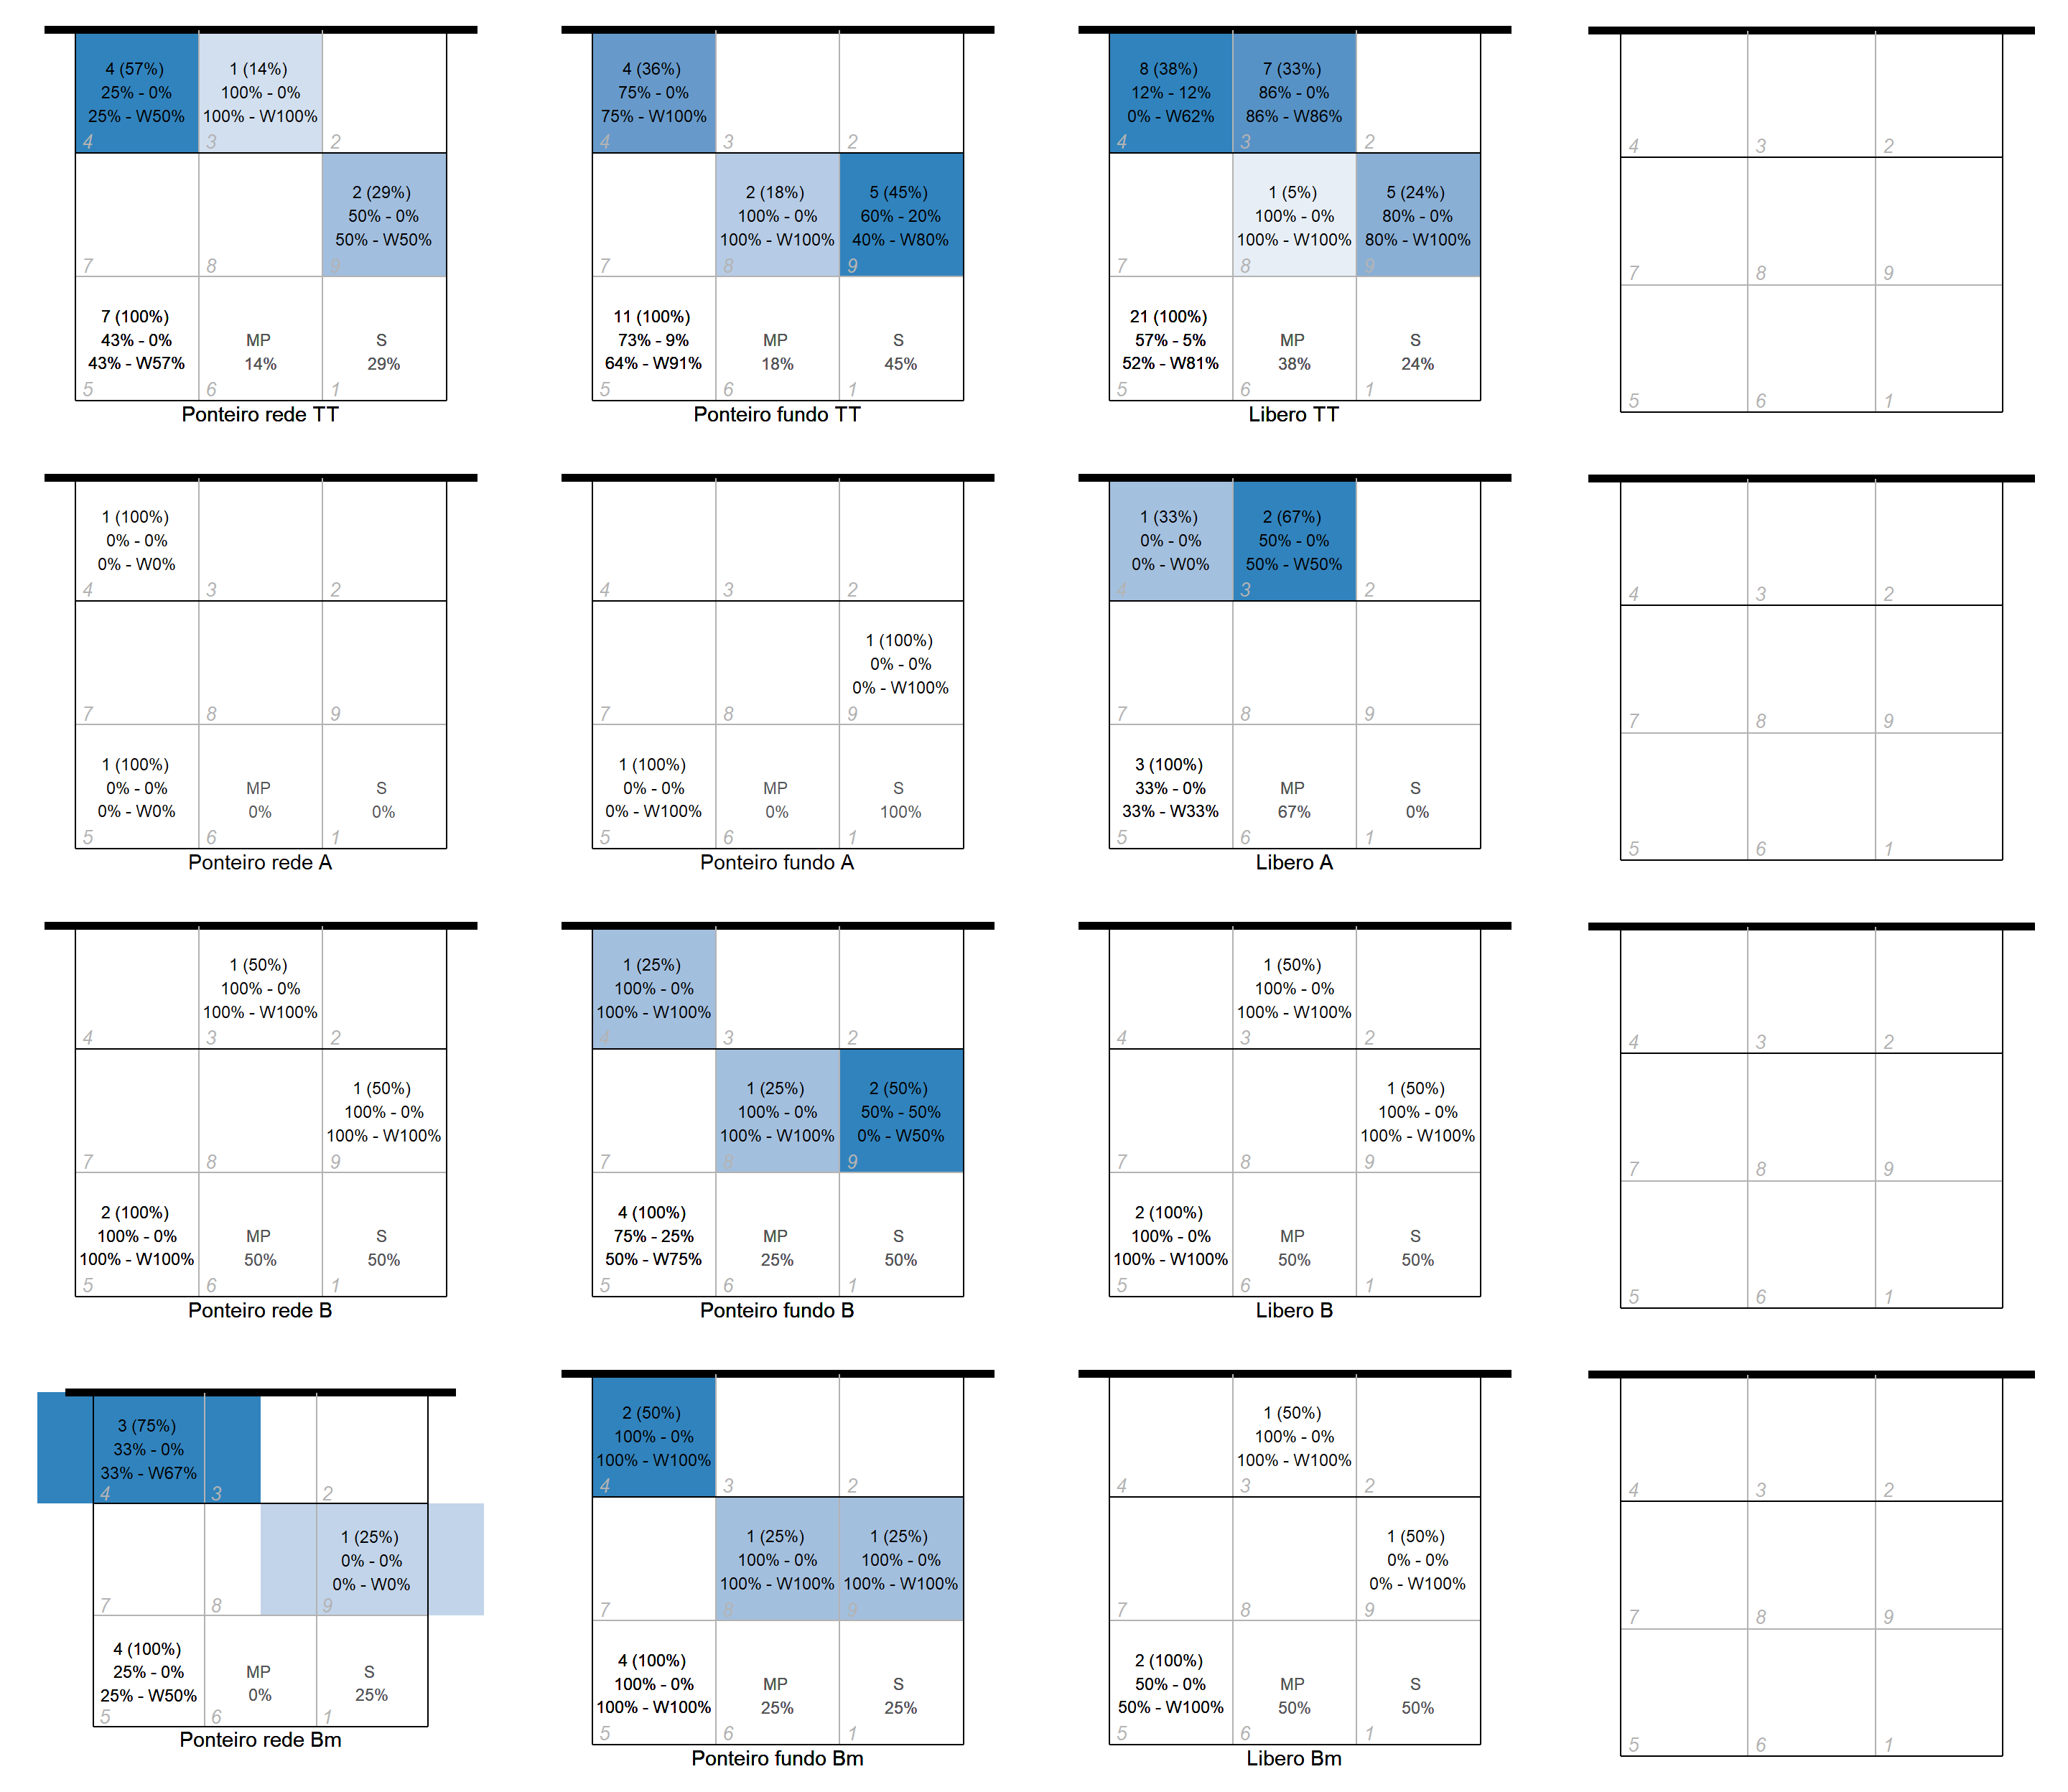 4 (57%)
25% - 0%
25% - W50%
4
1 (14%)
100% - 0%
100% - W100%
3
2
7
8
2 (29%)
50% - 0%
50% - W50%
9
7 (100%)
43% - 0%
43% - W57%
5
MP
14%
6
S
29%
1
Ponteiro rede TT
4 (36%)
75% - 0%
75% - W100%
4
3
2
7
2 (18%)
100% - 0%
100% - W100%
8
5 (45%)
60% - 20%
40% - W80%
9
11 (100%)
73% - 9%
64% - W91%
5
MP
18%
6
S
45%
1
Ponteiro fundo TT
8 (38%)
12% - 12%
0% - W62%
4
7 (33%)
86% - 0%
86% - W86%
3
2
7
1 (5%)
100% - 0%
100% - W100%
8
5 (24%)
80% - 0%
80% - W100%
9
21 (100%)
57% - 5%
52% - W81%
5
MP
38%
6
S
24%
1
Libero TT
4
3
2
7
8
9
5
6
1
1 (100%)
0% - 0%
0% - W0%
4
3
2
7
8
9
1 (100%)
0% - 0%
0% - W0%
5
MP
0%
6
S
0%
1
Ponteiro rede A
4
3
2
7
8
1 (100%)
0% - 0%
0% - W100%
9
1 (100%)
0% - 0%
0% - W100%
5
MP
0%
6
S
100%
1
Ponteiro fundo A
1 (33%)
0% - 0%
0% - W0%
4
2 (67%)
50% - 0%
50% - W50%
3
2
7
8
9
3 (100%)
33% - 0%
33% - W33%
5
MP
67%
6
S
0%
1
Libero A
4
3
2
7
8
9
5
6
1
4
1 (50%)
100% - 0%
100% - W100%
3
2
7
8
1 (50%)
100% - 0%
100% - W100%
9
2 (100%)
100% - 0%
100% - W100%
5
MP
50%
6
S
50%
1
Ponteiro rede B
1 (25%)
100% - 0%
100% - W100%
4
3
2
7
1 (25%)
100% - 0%
100% - W100%
8
2 (50%)
50% - 50%
0% - W50%
9
4 (100%)
75% - 25%
50% - W75%
5
MP
25%
6
S
50%
1
Ponteiro fundo B
4
1 (50%)
100% - 0%
100% - W100%
3
2
7
8
1 (50%)
100% - 0%
100% - W100%
9
2 (100%)
100% - 0%
100% - W100%
5
MP
50%
6
S
50%
1
Libero B
4
3
2
7
8
9
5
6
1
3 (75%)
33% - 0%
33% - W67%
4
3
2
7
8
1 (25%)
0% - 0%
0% - W0%
9
4 (100%)
25% - 0%
25% - W50%
5
MP
0%
6
S
25%
1
Ponteiro rede Bm
2 (50%)
100% - 0%
100% - W100%
4
3
2
7
1 (25%)
100% - 0%
100% - W100%
8
1 (25%)
100% - 0%
100% - W100%
9
4 (100%)
100% - 0%
100% - W100%
5
MP
25%
6
S
25%
1
Ponteiro fundo Bm
4
1 (50%)
100% - 0%
100% - W100%
3
2
7
8
1 (50%)
0% - 0%
0% - W100%
9
2 (100%)
50% - 0%
50% - W100%
5
MP
50%
6
S
50%
1
Libero Bm
4
3
2
7
8
9
5
6
1